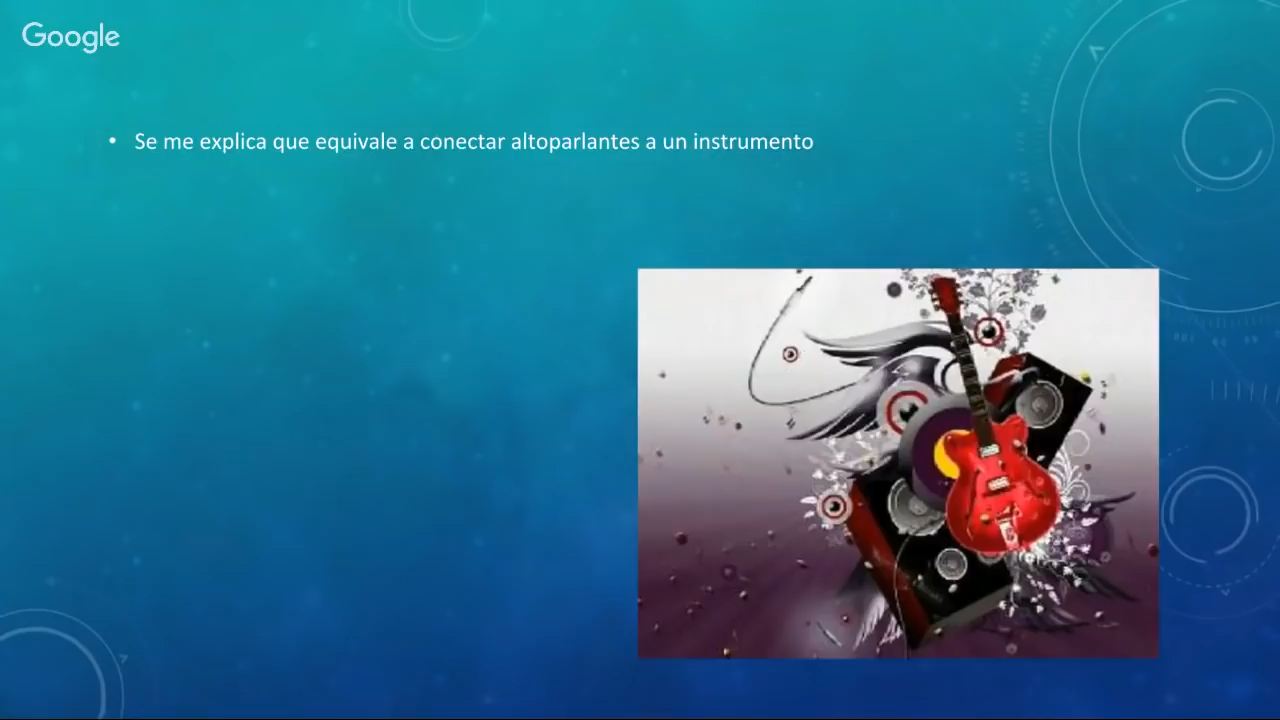 Google
• Se me explica que equivale a conectar altoparlantes a un instrumento